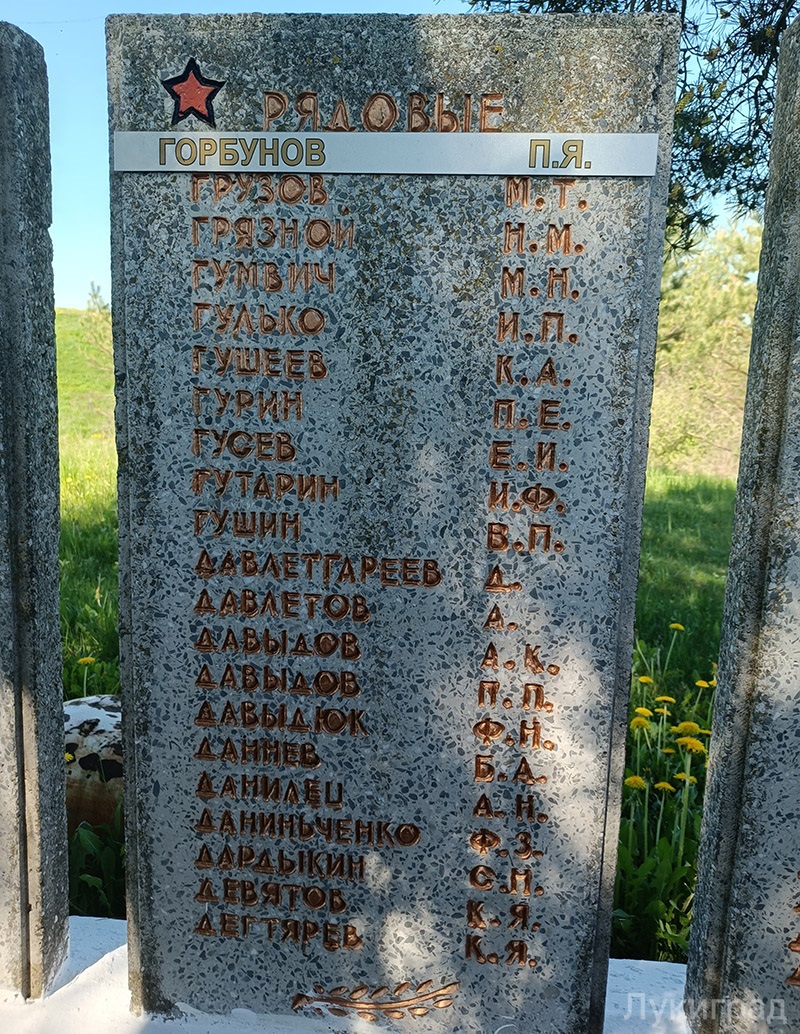 РЯДОВЫЕ
ГОРБУНОВ П.Я.
ГРУЗОВ М.Т.
ГРЯЗНОЙ Н.М.
ГУМВИЧ М.Н.
ГУЛЬКО И.П.
ГУШЕЕВ К.А.
ГУРИН П.Е.
ГУСЕВ Е.И.
ГУТАРИН И.Ф.
ГУШИН В.П.
ДАВЛЕТГАРЕЕВ Д.
ДАВЛЕТОВ А.
ДАВЫДОВ А.К.
ДАВЫДОВ П.П.
ДАВЫДЮК Ф.Н.
ДАННЕВ Б.А.
ДАНИЛЕЦ А.Н.
ДАНИНЬЧЕНКО Ф.З.
ДАРДЫКИН С.Н.
ДЕВЯТОВ К.Я.
ДЕГТЯРЕВ К.Я.
Лукиград